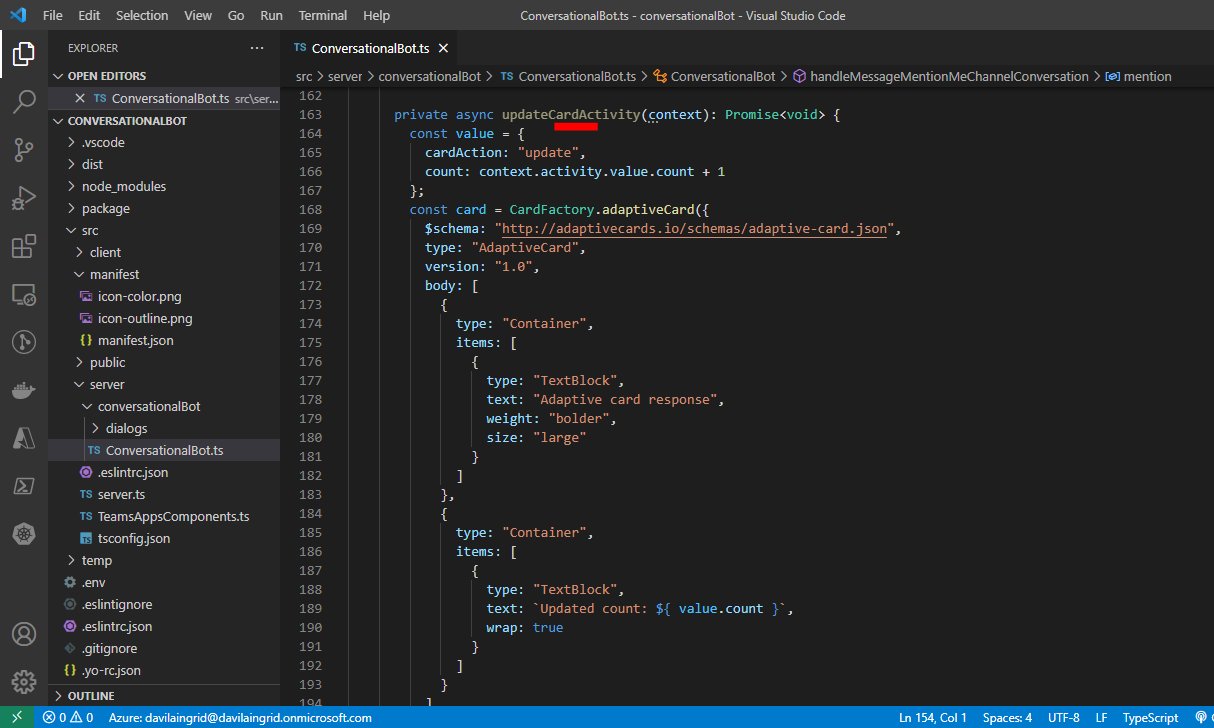 File Edit Selection View Go Run Terminal Help
ConversationalBot.ts - conversationalBot - Visual Studio Code
EXPLORER ···
OPEN EDITORS
TS ConversationalBot.ts src\ser...
CONVERSATIONALBOT
.vscode
dist
node_modules
package
src
client
manifest
icon-color.png
icon-outline.png
{} manifest.json
public
server
conversationalBot
dialogs
TS ConversationalBot.ts
.eslintrc.json
TS server.ts
TS TeamsAppsComponents.ts
TS tsconfig.json
temp
.env
.eslintignore
.eslintrc.json
.gitignore
{} .yo-rc.json
OUTLINE
TS ConversationalBot.ts
src > server > conversationalBot > TS ConversationalBot.ts > ConversationalBot > handleMessageMentionMeChannelConversation > mention
162
163 private async updateCardActivity(context): Promise<void> {
164 const value = {
165 cardAction: "update",
166 count: context.activity.value.count + 1
167 };
168 const card = CardFactory.adaptiveCard({
169 $schema: "http://adaptivecards.io/schemas/adaptive-card.json",
170 type: "AdaptiveCard",
171 version: "1.0",
172 body: [
173 {
174 type: "Container",
175 items: [
176 {
177 type: "TextBlock",
178 text: "Adaptive card response",
179 weight: "bolder",
180 size: "large"
181 }
182 ]
183 },
184 {
185 type: "Container",
186 items: [
187 {
188 type: "TextBlock",
189 text: `Updated count: ${ value.count }`,
190 wrap: true
191 }
192 ]
193 }
194 ]
0 0 Azure: davilaingrid@davilaingrid.onmicrosoft.com Ln 154, Col 1 Spaces: 4 UTF-8 LF TypeScript